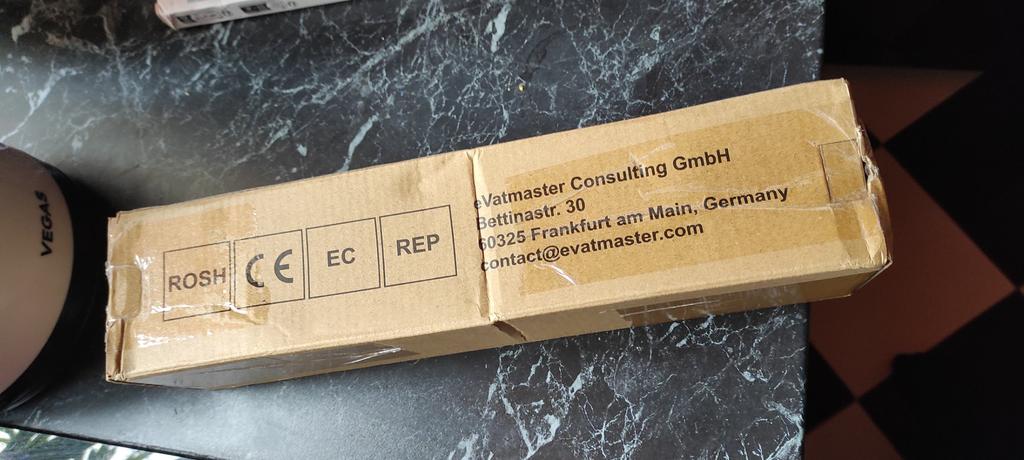 VEGAS
ROSH CE EC REP
eVatmaster Consulting GmbH
Bettinastr. 30
60325 Frankfurt am Main, Germany
contact@evatmaster.com